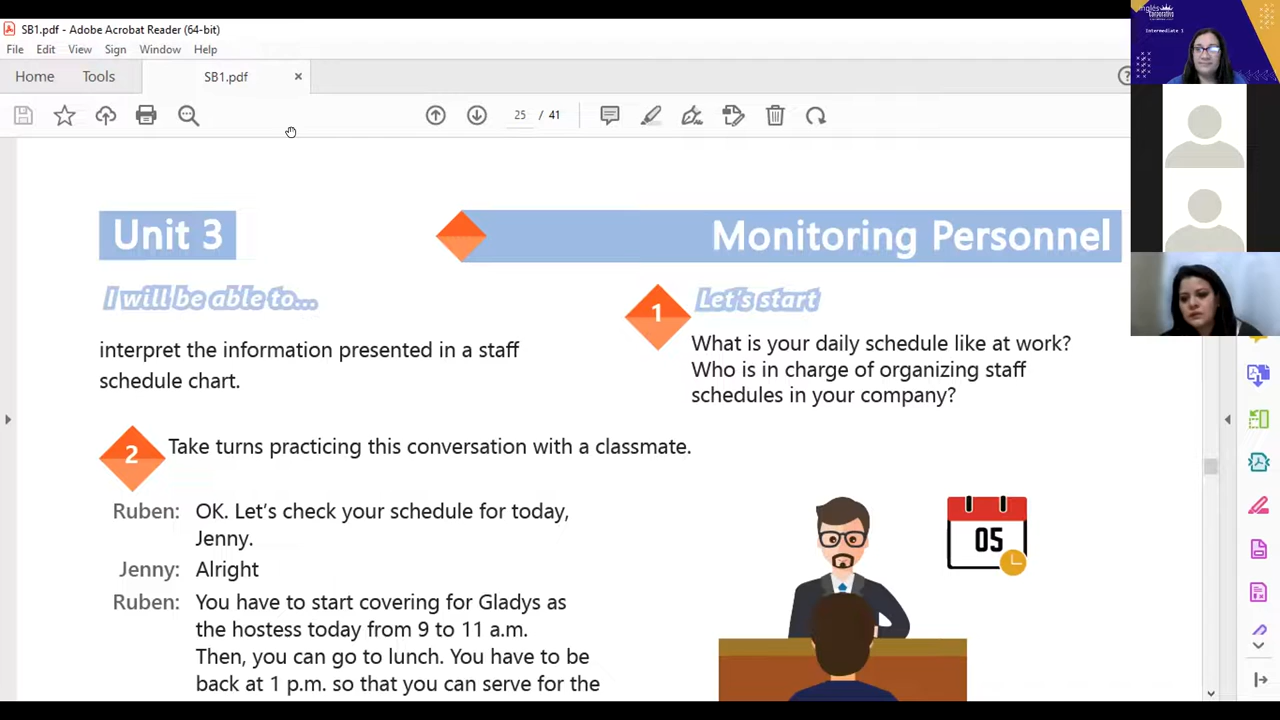 SB1.pdf - Adobe Acrobat Reader (64-bit)
File Edit View Sign Window Help
Home Tools SB1.pdf ×
25 / 41
Inglés
Corporativo
Intermediate 1
Unit 3
Monitoring Personnel
I will be able to...
interpret the information presented in a staff
schedule chart.
1 Let's start
What is your daily schedule like at work?
Who is in charge of organizing staff
schedules in your company?
2 Take turns practicing this conversation with a classmate.
Ruben: OK. Let's check your schedule for today,
Jenny.
Jenny: Alright
Ruben: You have to start covering for Gladys as
the hostess today from 9 to 11 a.m.
Then, you can go to lunch. You have to be
back at 1 p.m. so that you can serve for the
05